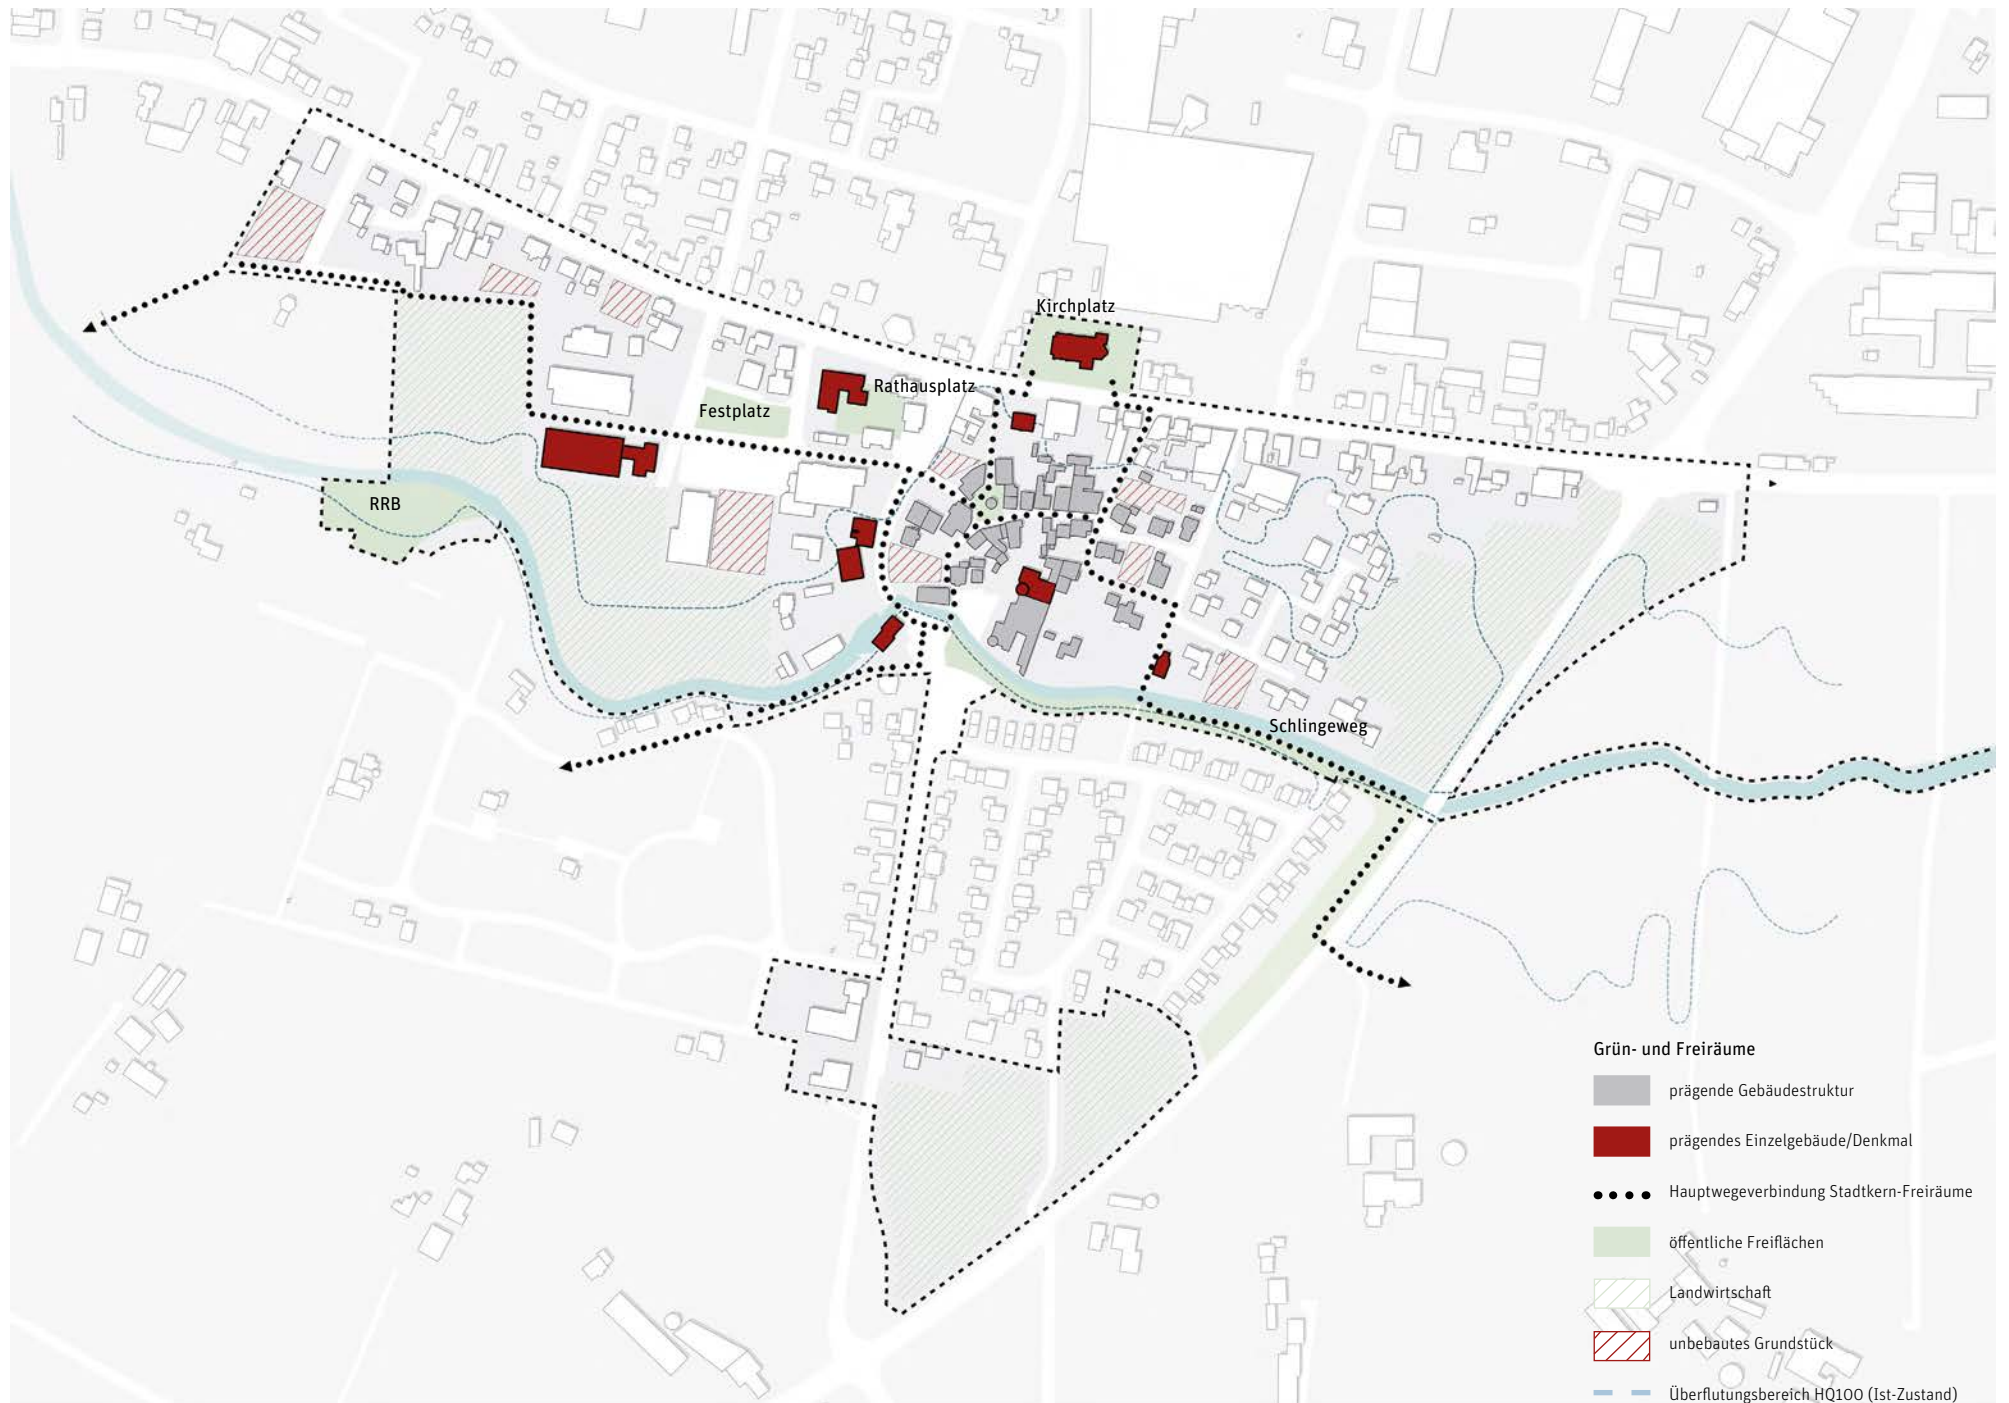 Kirchplatz
Rathausplatz
Festplatz
RRB
Schlingeweg
Grün- und Freiräume
prägende Gebäudestruktur
prägendes Einzelgebäude/Denkmal
Hauptwegeverbindung Stadtkern-Freiräume
öffentliche Freiflächen
Landwirtschaft
unbebautes Grundstück
Überflutungsbereich HQ100 (Ist-Zustand)